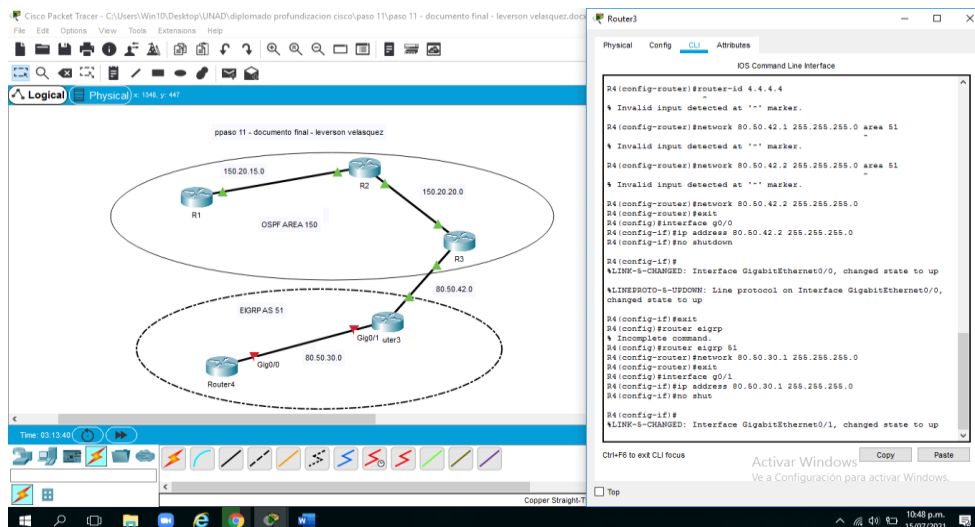 Cisco Packet Tracer - C:\Users\Win10\Desktop\UNAD\diplomado profundizacion cisco\paso 11\paso 11 - documento final - leverson velasquez.docx
File Edit Options View Tools Extensions Help
Logical Physical x: 1348, y: 447
ppaso 11 - documento final - leverson velasquez
150.20.15.0
R2
150.20.20.0
R1
OSPF AREA 150
R3
80.50.42.0
EIGRP AS 51
Gig0/1 uter3
Gig0/0
80.50.30.0
Router4
Time: 03:13:40
Copper Straight-T
Router3
Physical Config CLI Attributes
IOS Command Line Interface
R4(config-router)#router-id 4.4.4.4
^
% Invalid input detected at '^' marker.
R4(config-router)#network 80.50.42.1 255.255.255.0 area 51
^
% Invalid input detected at '^' marker.
R4(config-router)#network 80.50.42.2 255.255.255.0 area 51
^
% Invalid input detected at '^' marker.
R4(config-router)#network 80.50.42.2 255.255.255.0
R4(config-router)#exit
R4(config)#interface g0/0
R4(config-if)#ip address 80.50.42.2 255.255.255.0
R4(config-if)#no shutdown
R4(config-if)#
%LINK-5-CHANGED: Interface GigabitEthernet0/0, changed state to up
%LINEPROTO-5-UPDOWN: Line protocol on Interface GigabitEthernet0/0,
changed state to up
R4(config-if)#exit
R4(config)#router eigrp
% Incomplete command.
R4(config)#router eigrp 51
R4(config-router)#network 80.50.30.1 255.255.255.0
R4(config-router)#exit
R4(config)#interface g0/1
R4(config-if)#ip address 80.50.30.1 255.255.255.0
R4(config-if)#no shut
R4(config-if)#
%LINK-5-CHANGED: Interface GigabitEthernet0/1, changed state to up
Ctrl+F6 to exit CLI focus
Copy Paste
Activar Windows
Ve a Configuración para activar Windows.
Top
10:48 p.m.
15/07/2021